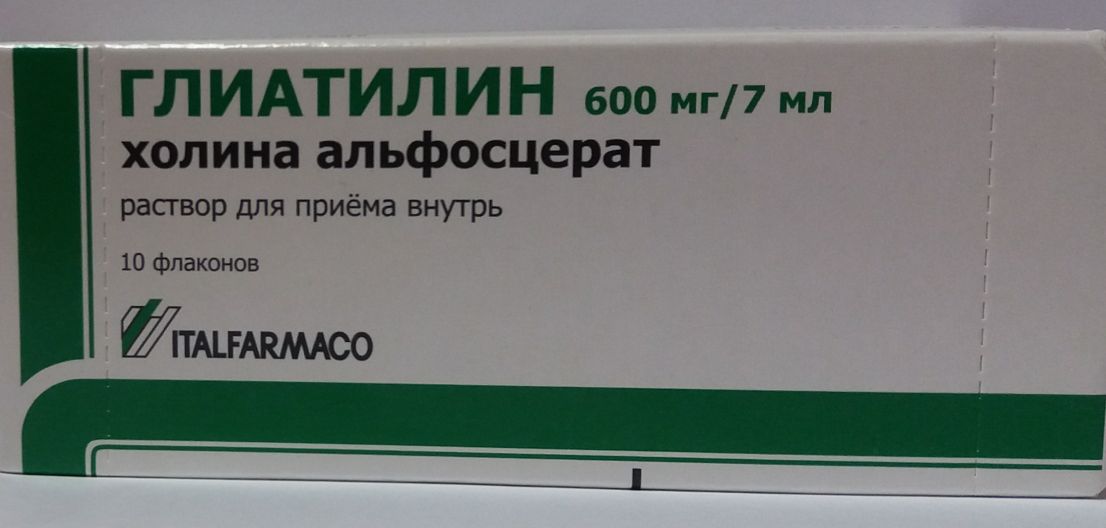 ГЛИАТИЛИН 600 мг/7 мл
холина альфосцерат
раствор для приёма внутрь
10 флаконов
ITALFARMACO